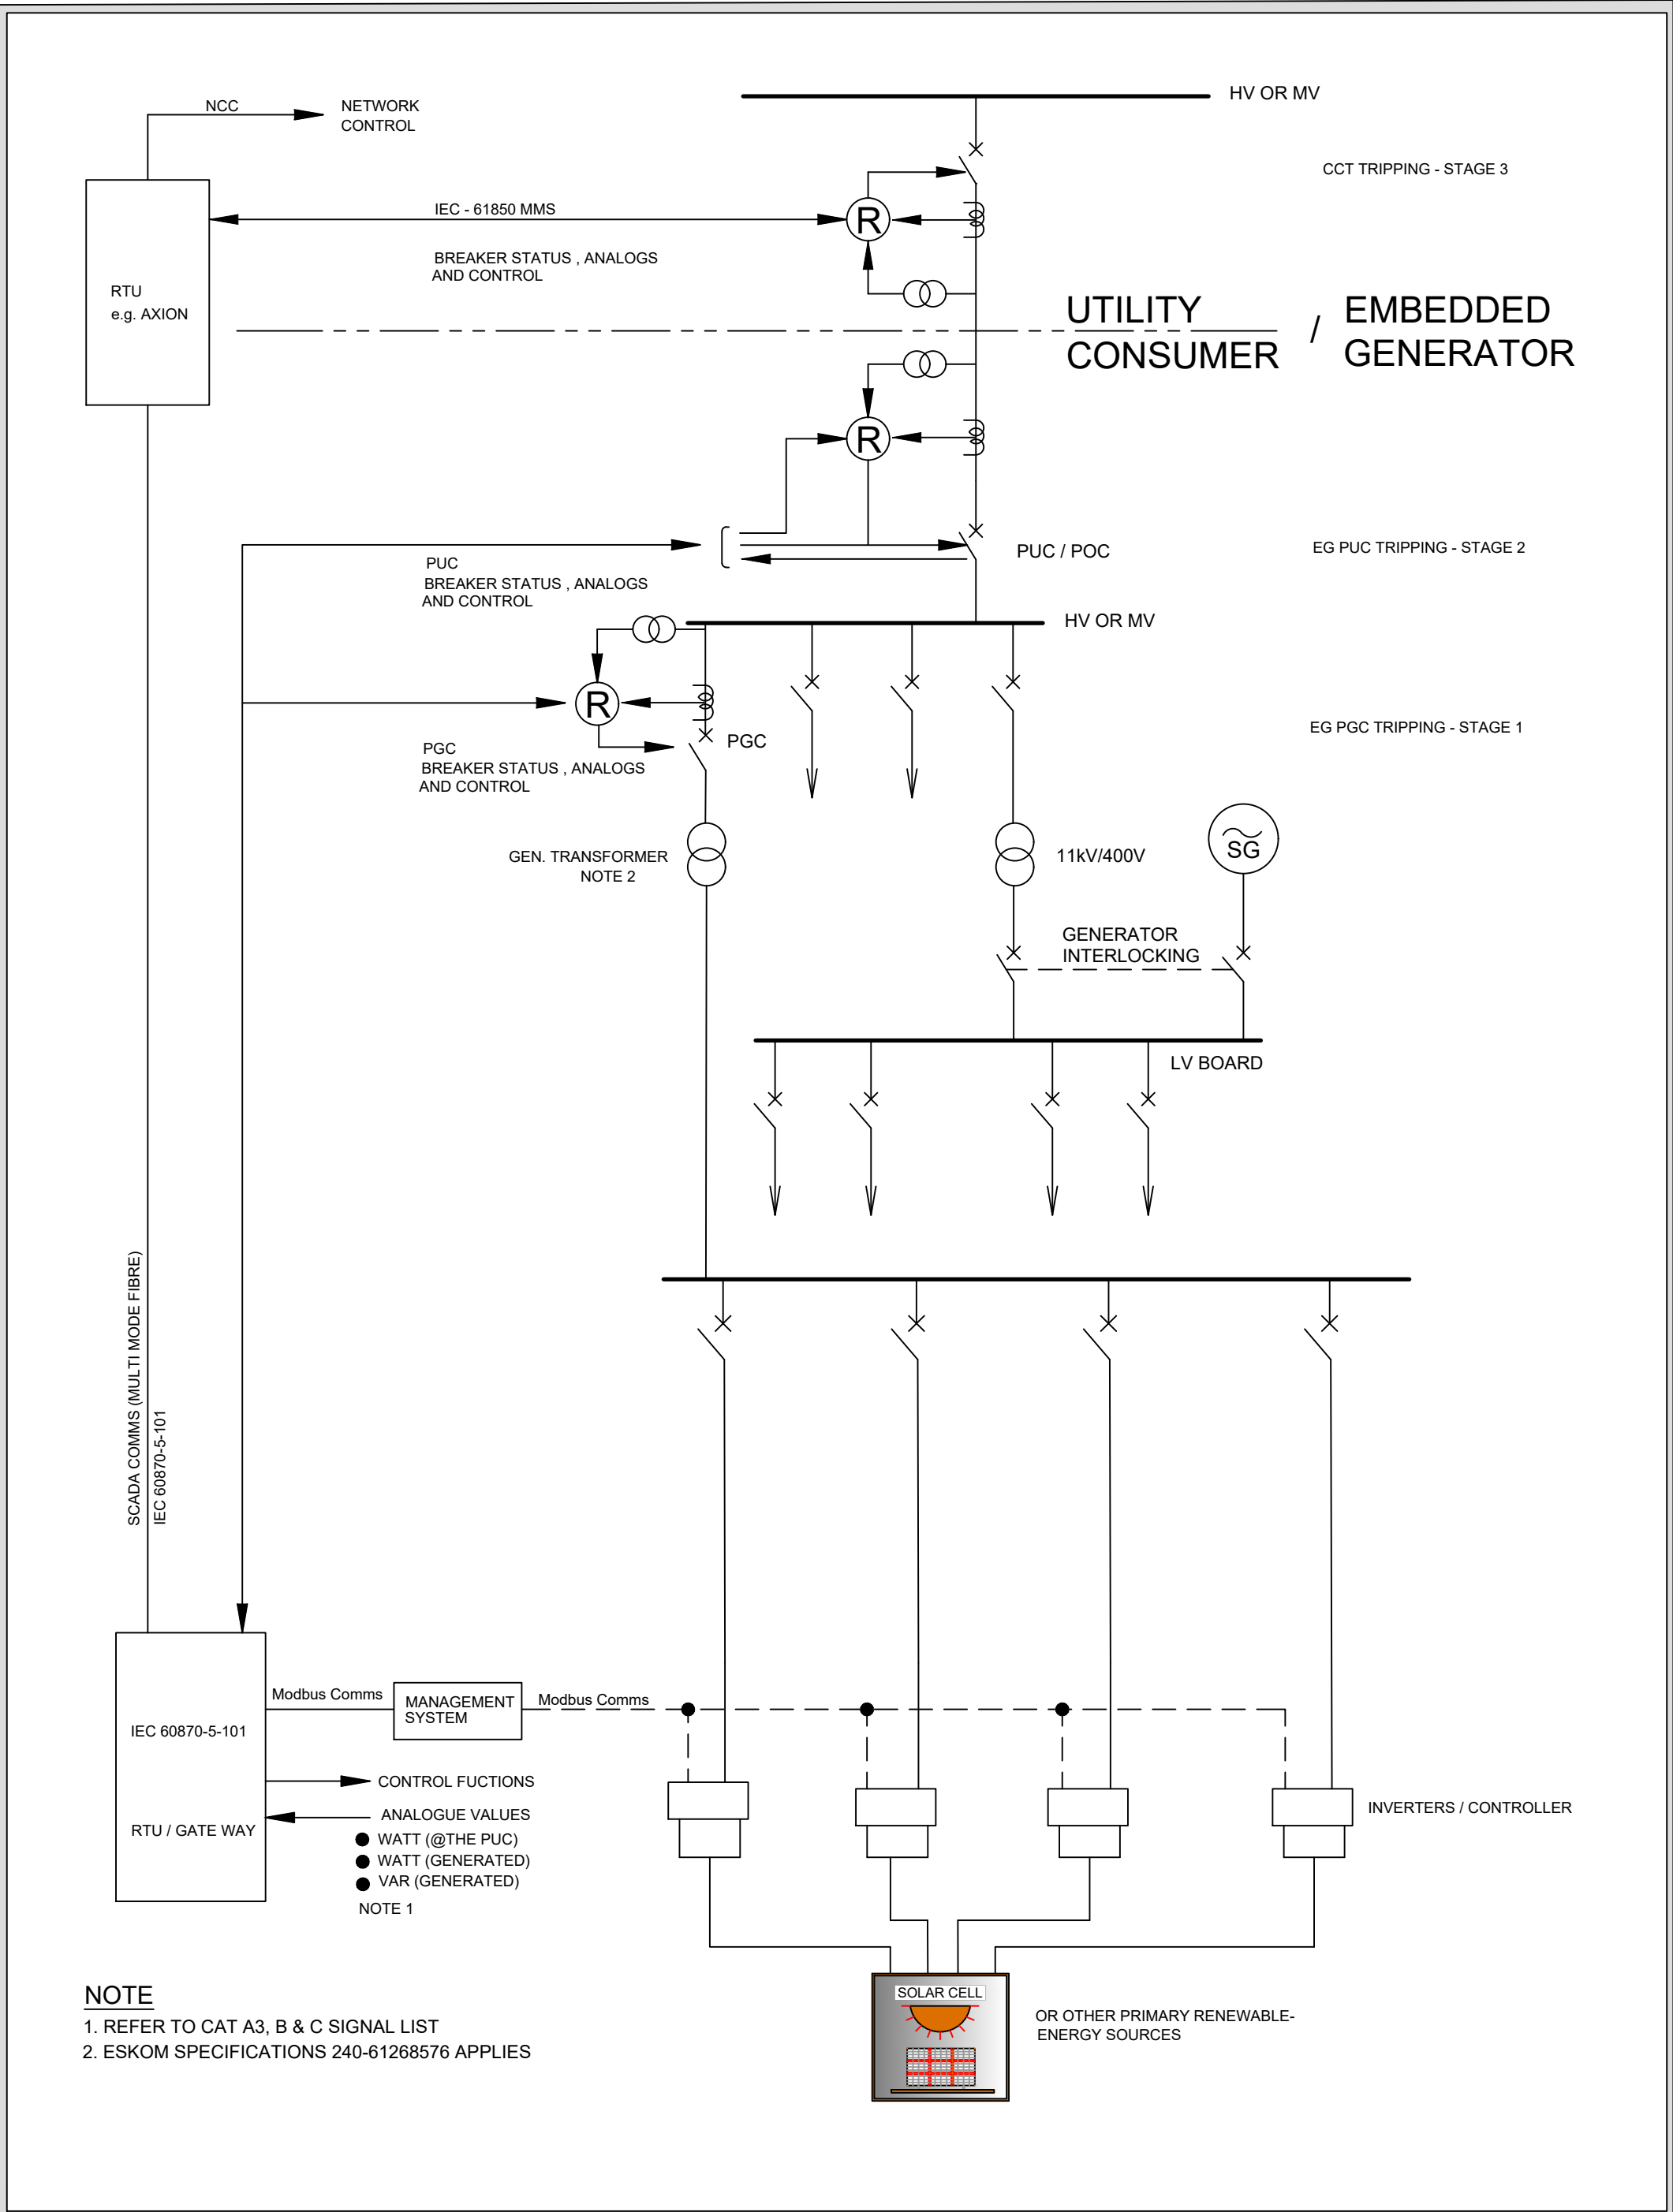 NCC
NETWORK
CONTROL
HV OR MV
CCT TRIPPING - STAGE 3
IEC - 61850 MMS
R
BREAKER STATUS , ANALOGS
AND CONTROL
RTU
e.g. AXION
UTILITY
CONSUMER
/
EMBEDDED
GENERATOR
R
PUC / POC
EG PUC TRIPPING - STAGE 2
PUC
BREAKER STATUS , ANALOGS
AND CONTROL
HV OR MV
R
PGC
EG PGC TRIPPING - STAGE 1
PGC
BREAKER STATUS , ANALOGS
AND CONTROL
GEN. TRANSFORMER
NOTE 2
11kV/400V
SG
GENERATOR
INTERLOCKING
LV BOARD
SCADA COMMS (MULTI MODE FIBRE)
IEC 60870-5-101
Modbus Comms
MANAGEMENT
SYSTEM
Modbus Comms
IEC 60870-5-101
RTU / GATE WAY
CONTROL FUCTIONS
ANALOGUE VALUES
WATT (@THE PUC)
WATT (GENERATED)
VAR (GENERATED)
NOTE 1
INVERTERS / CONTROLLER
SOLAR CELL
OR OTHER PRIMARY RENEWABLE-
ENERGY SOURCES
NOTE
1. REFER TO CAT A3, B & C SIGNAL LIST
2. ESKOM SPECIFICATIONS 240-61268576 APPLIES